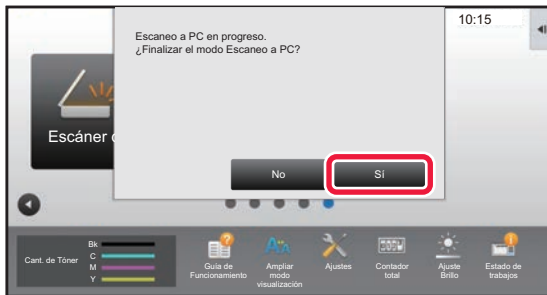 10:15
Escaneo a PC en progreso.
¿Finalizar el modo Escaneo a PC?
Escáner
No
Sí
Cant. de Tóner
Bk
C
M
Y
Guía de
Funcionamiento
Ampliar
modo
visualización
Ajustes
Contador
total
Ajuste
Brillo
Estado de
trabajos